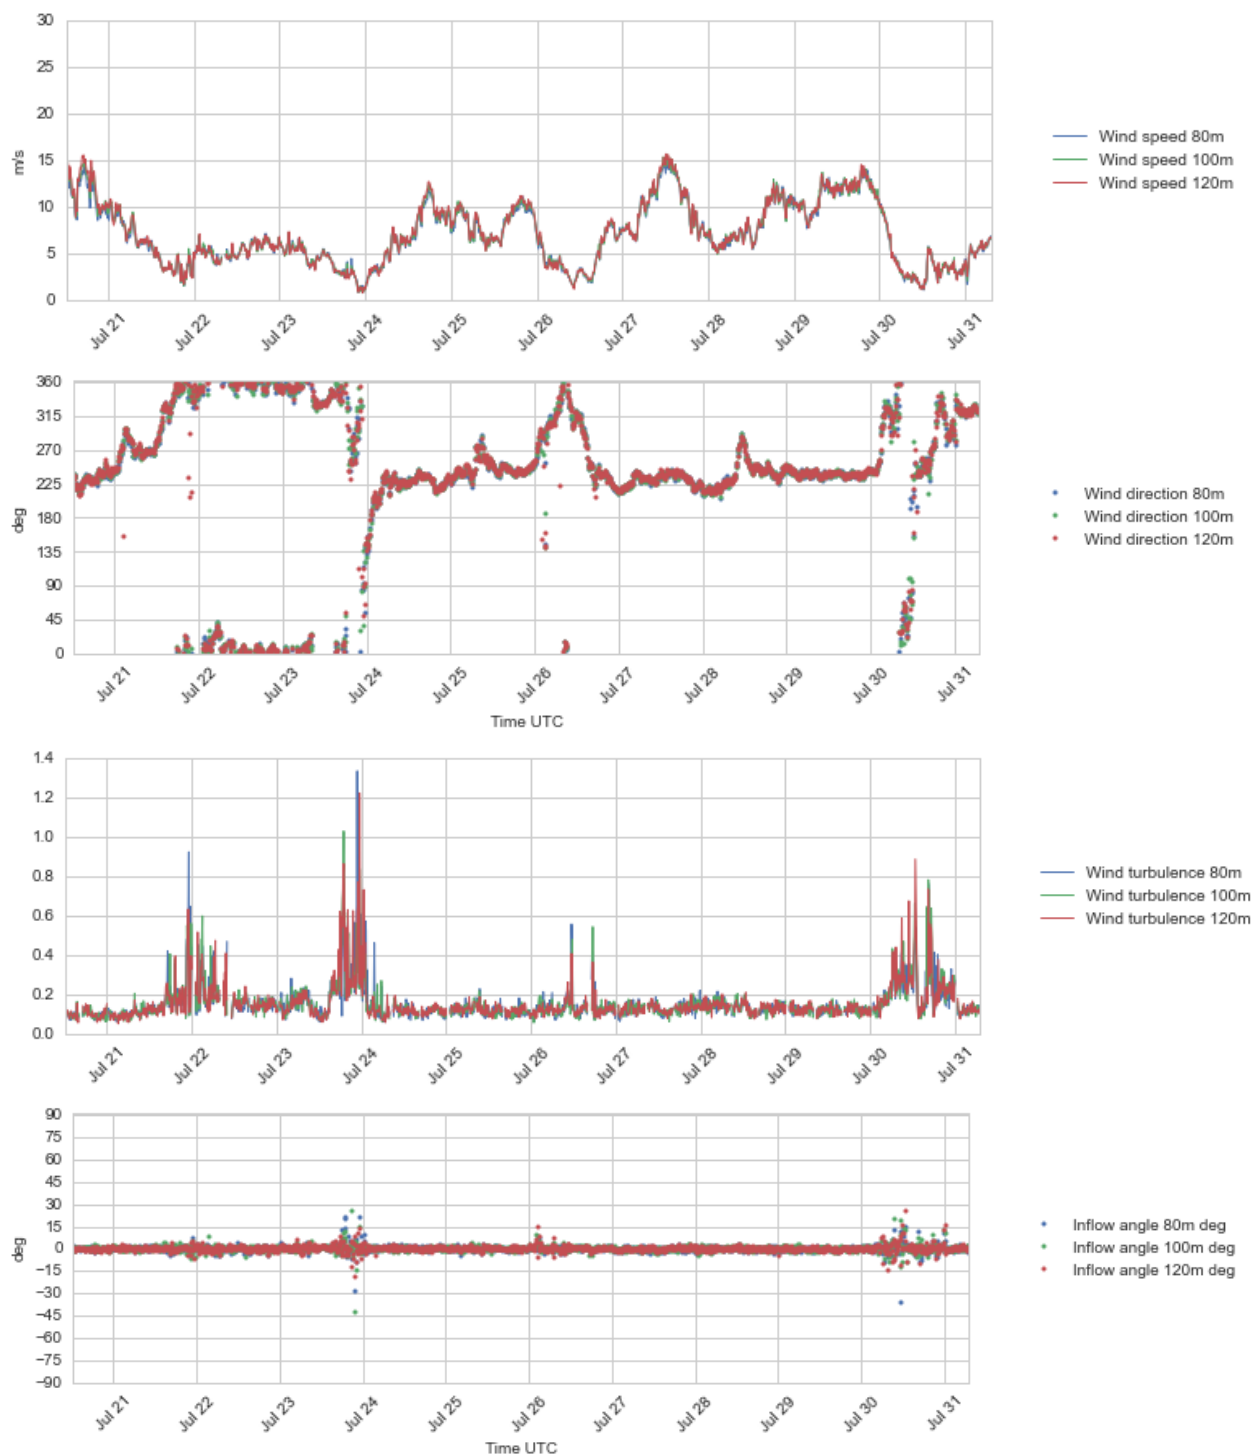 30
25
20
15
10
5
0
m/s
Jul 21
Jul 22
Jul 23
Jul 24
Jul 25
Jul 26
Jul 27
Jul 28
Jul 29
Jul 30
Jul 31
Wind speed 80m
Wind speed 100m
Wind speed 120m
360
315
270
225
180
135
90
45
0
deg
Jul 21
Jul 22
Jul 23
Jul 24
Jul 25
Jul 26
Jul 27
Jul 28
Jul 29
Jul 30
Jul 31
Time UTC
Wind direction 80m
Wind direction 100m
Wind direction 120m
1.4
1.2
1.0
0.8
0.6
0.4
0.2
0.0
Jul 21
Jul 22
Jul 23
Jul 24
Jul 25
Jul 26
Jul 27
Jul 28
Jul 29
Jul 30
Jul 31
Wind turbulence 80m
Wind turbulence 100m
Wind turbulence 120m
90
75
60
45
30
15
0
−15
−30
−45
−60
−75
−90
deg
Jul 21
Jul 22
Jul 23
Jul 24
Jul 25
Jul 26
Jul 27
Jul 28
Jul 29
Jul 30
Jul 31
Time UTC
Inflow angle 80m deg
Inflow angle 100m deg
Inflow angle 120m deg